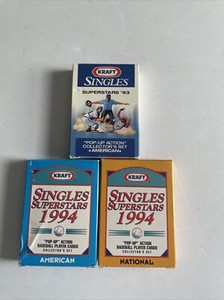 KRAFT
SINGLES
SUPERSTARS '93
"POP-UP" ACTION
COLLECTOR'S SET
★AMERICAN★
KRAFT
SINGLES
SUPERSTARS
1994
"POP-UP" ACTION
BASEBALL PLAYER CARDS
COLLECTOR'S SET
AMERICAN
KRAFT
SINGLES
SUPERSTARS
1994
"POP-UP" ACTION
BASEBALL PLAYER CARDS
COLLECTOR'S SET
NATIONAL